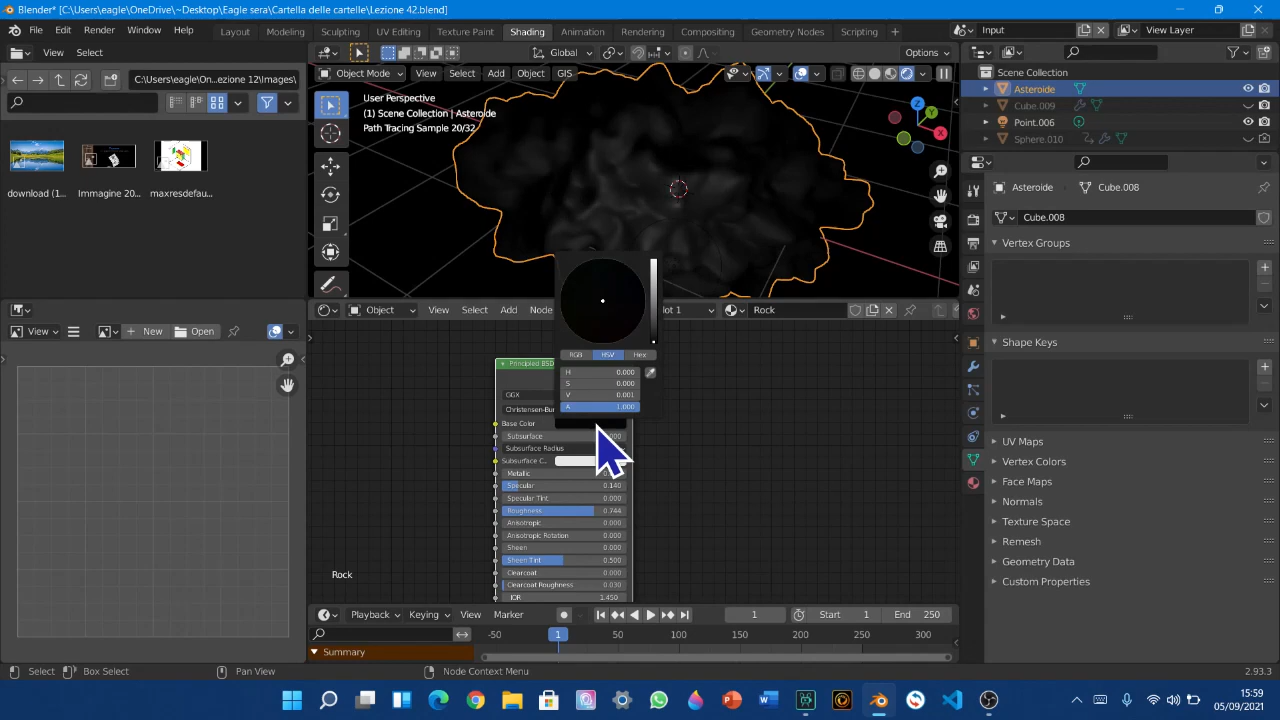 Blender* [C:\Users\eagle\OneDrive\~Desktop\Eagle sera\Cartella delle cartelle\Lezione 42.blend]
File Edit Render Window Help Layout Modeling Sculpting UV Editing Texture Paint Shading Animation Rendering Compositing Geometry Nodes Scripting Input View Layer
View Select Global Options
C:\Users\eagle\On...ezione 12\Images\ Object Mode View Select Add Object GIS
Scene Collection
Asteroide
Cube.009
Point.006
Sphere.010
User Perspective
(1) Scene Collection | Asteroide
Path Tracing Sample 20/32
download (1... Immagine 20... maxresdefau...
Asteroide Cube.008
Cube.008
Vertex Groups
Shape Keys
UV Maps
Vertex Colors
Face Maps
Normals
Texture Space
Remesh
Geometry Data
Custom Properties
Object View Select Add Node lot 1 Rock
View New Open
RGB HSV Hex
H 0.000
S 0.000
V 0.001
A 1.000
Principled BSD
GGX
Christensen-Bu
Base Color
Subsurface
Subsurface Radius
Subsurface C..
Metallic
Specular 0.140
Specular Tint 0.000
Roughness 0.744
Anisotropic 0.000
Anisotropic Rotation 0.000
Sheen 0.000
Sheen Tint 0.500
Clearcoat 0.000
Clearcoat Roughness 0.030
IOR 1.450
Rock
Playback Keying View Marker 1 Start 1 End 250
-50 1 50 100 150 200 250 300
Summary
Select Box Select Pan View Node Context Menu 2.93.3
15:59
05/09/2021